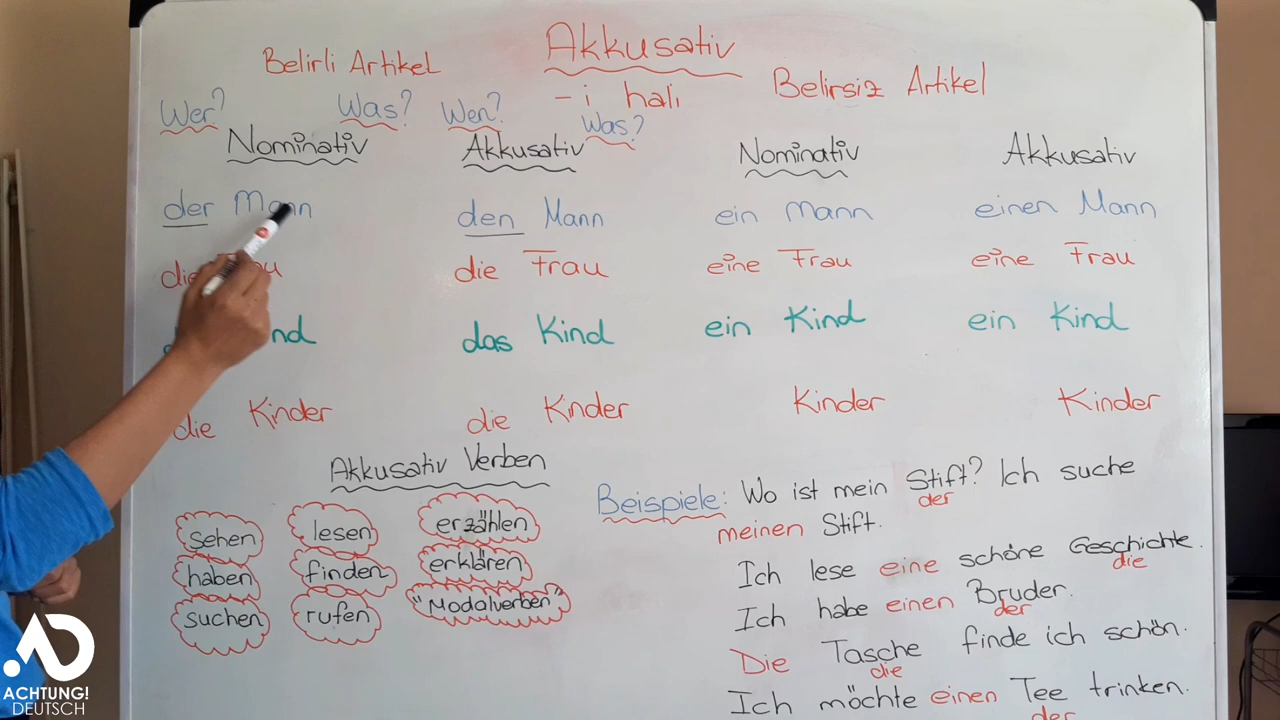 Akkusativ
Belirli Artikel
- i hali
Belirsiz Artikel
Wer? Was? Wen? Was?
Nominativ Akkusativ Nominativ Akkusativ
der Mann den Mann ein Mann einen Mann
die Frau eine Frau eine Frau
das Kind ein Kind ein Kind
die Kinder die Kinder Kinder Kinder
Akkusativ Verben
sehen lesen erzählen
haben finden erklären
suchen rufen "Modalverben"
Beispiele: Wo ist mein Stift? Ich suche
der
meinen Stift.
Ich lese eine schöne Geschichte.
die
Ich habe einen Bruder.
der
Die Tasche finde ich schön.
die
Ich möchte einen Tee trinken.
der
ACHTUNG!
DEUTSCH